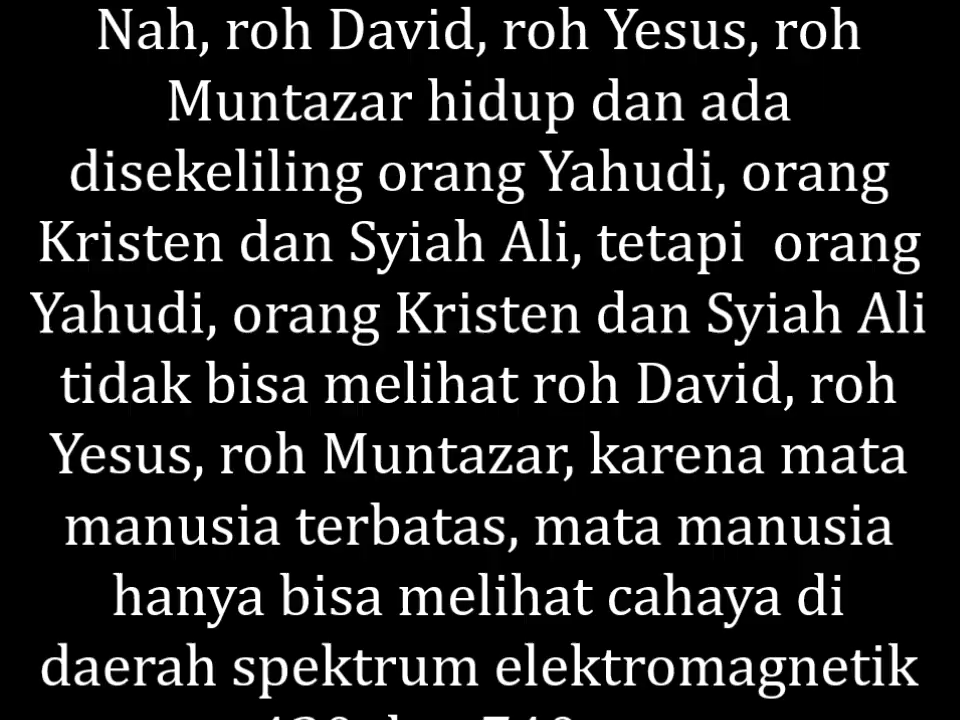 Nah, roh David, roh Yesus, roh
Muntazar hidup dan ada
disekeliling orang Yahudi, orang
Kristen dan Syiah Ali, tetapi  orang
Yahudi, orang Kristen dan Syiah Ali
tidak bisa melihat roh David, roh
Yesus, roh Muntazar, karena mata
manusia terbatas, mata manusia
hanya bisa melihat cahaya di
daerah spektrum elektromagnetik